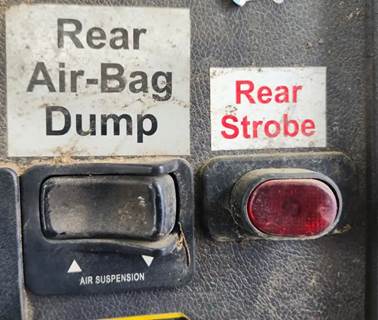 Rear
Air-Bag
Dump
Rear
Strobe
AIR SUSPENSION